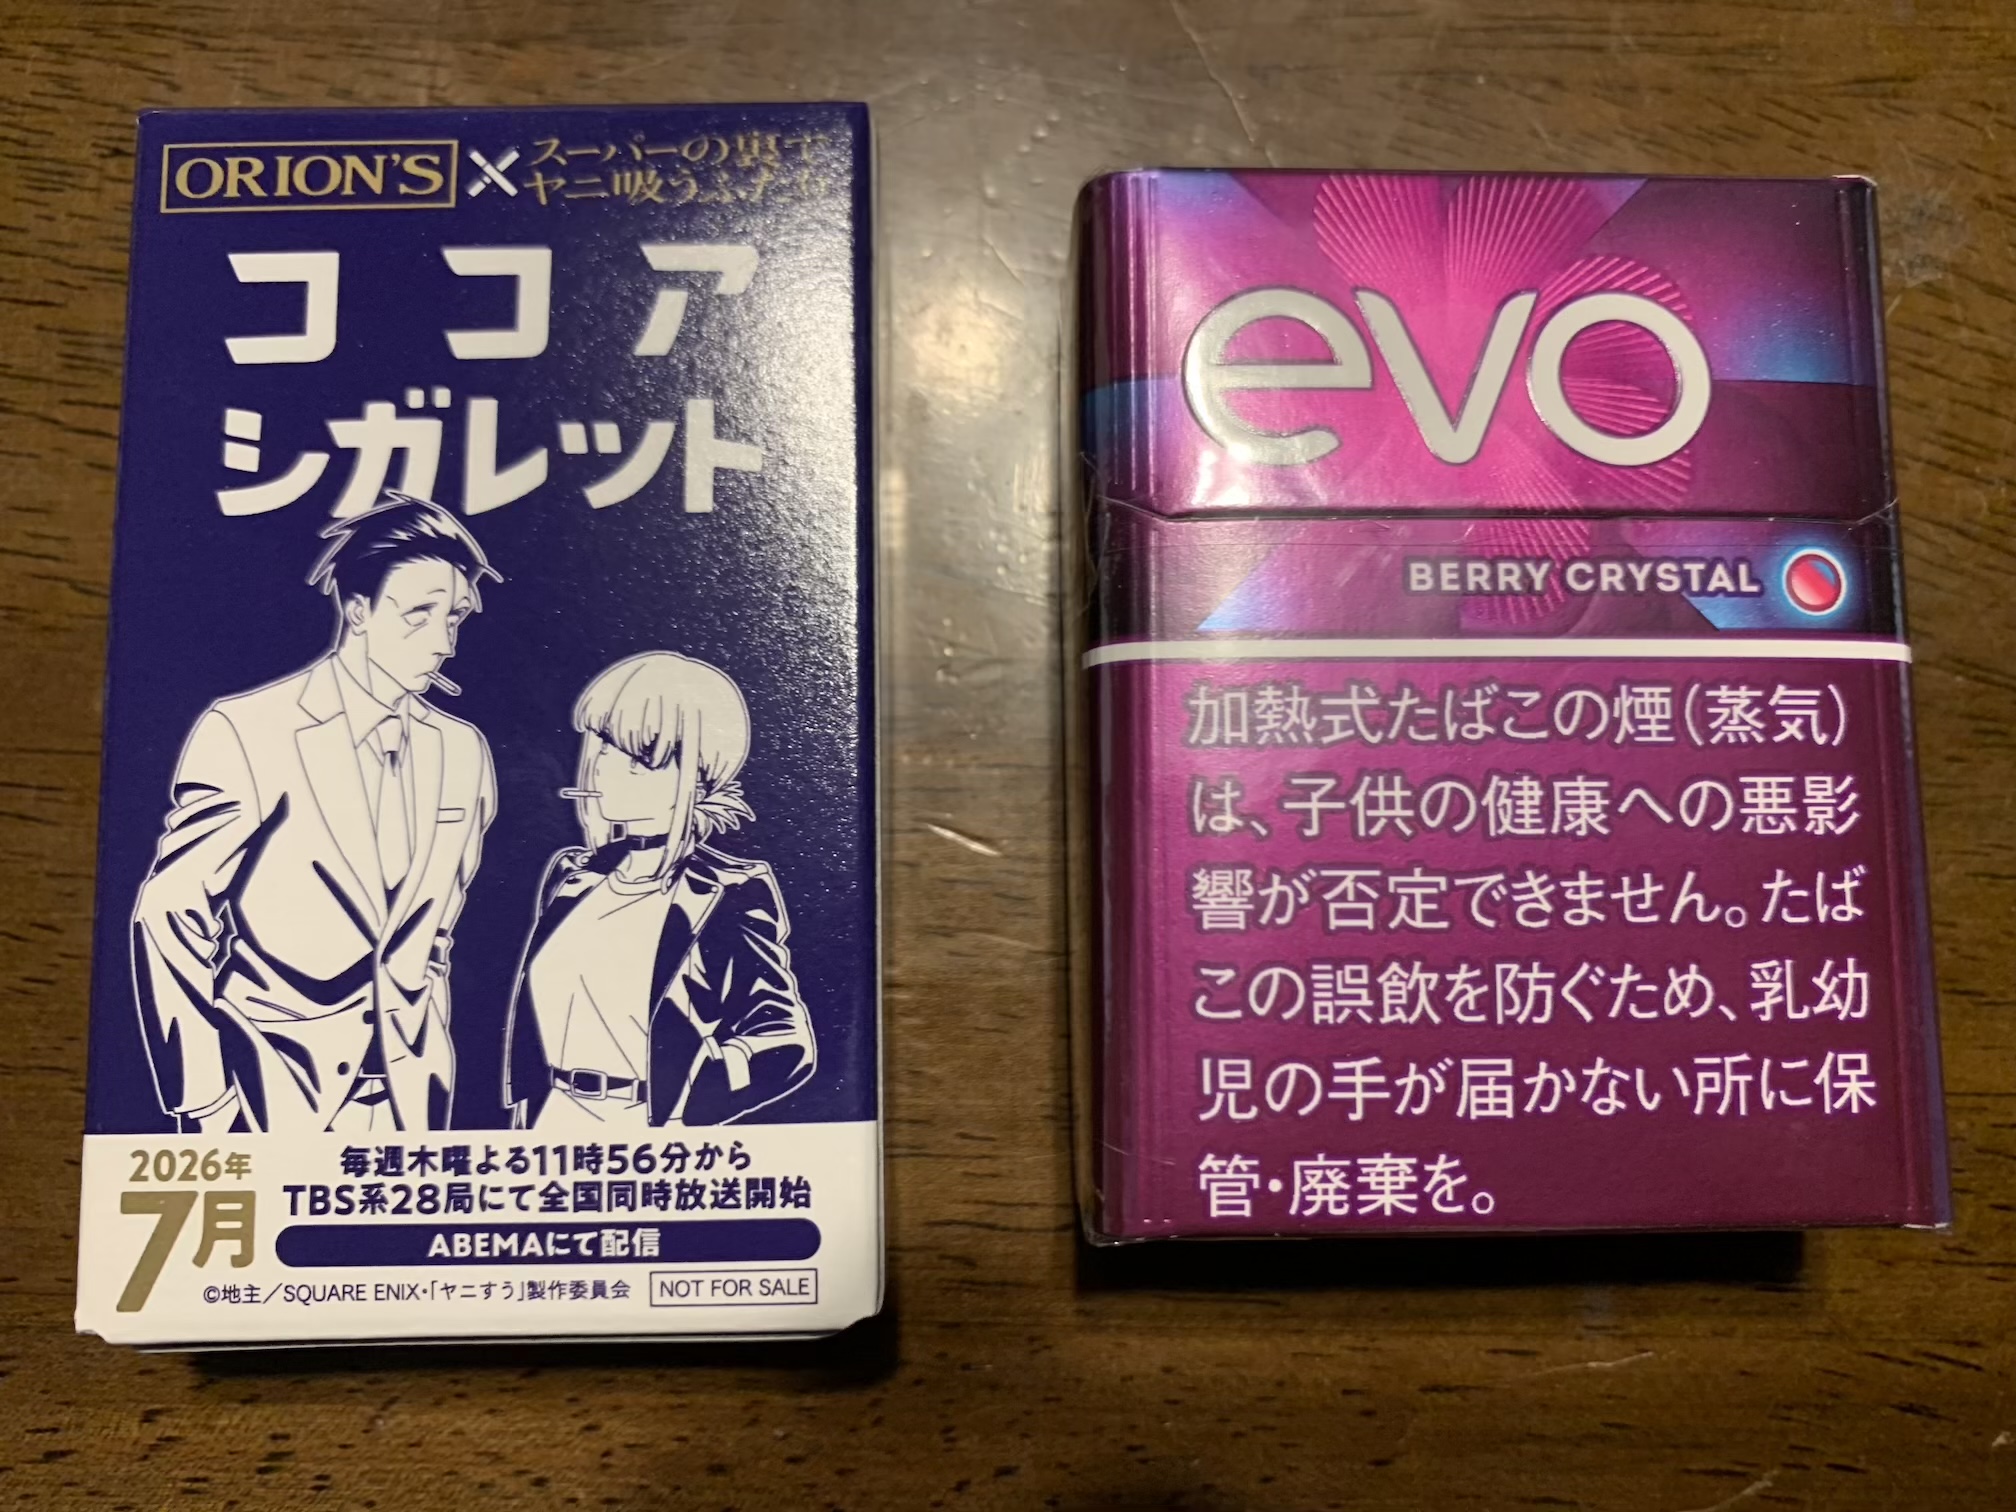 ORION'S × スーパーの裏で
ヤニ吸うふたり
ココア
シガレット
2026年
7月
毎週木曜よる11時56分から
TBS系28局にて全国同時放送開始
ABEMAにて配信
©地主/SQUARE ENIX・「ヤニすう」製作委員会
NOT FOR SALE
evo
BERRY CRYSTAL
加熱式たばこの煙(蒸気)
は、子供の健康への悪影
響が否定できません。たば
この誤飲を防ぐため、乳幼
児の手が届かない所に保
管・廃棄を。